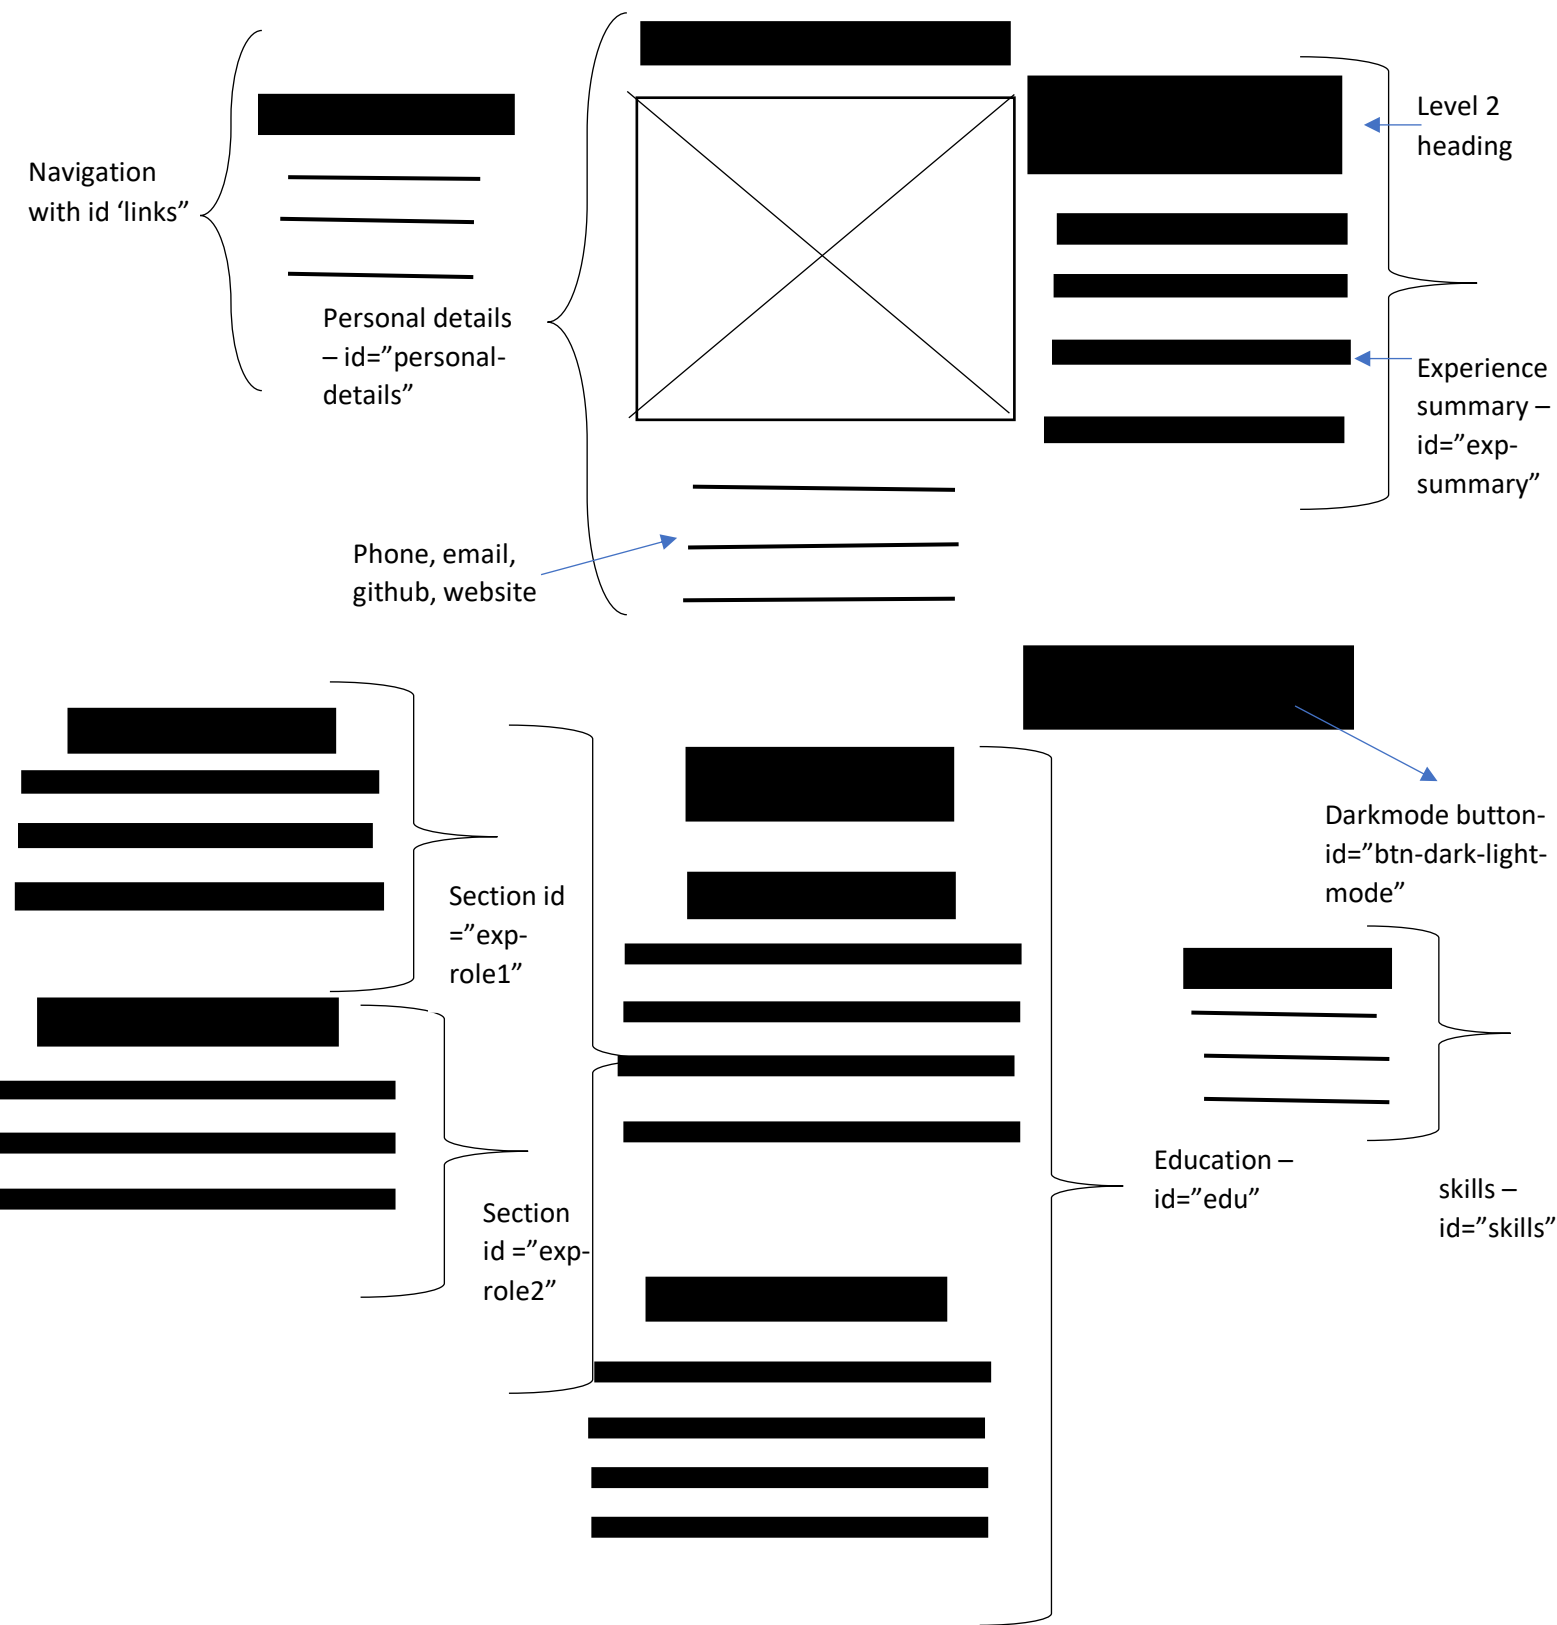 Navigation
with id ‘links”
Personal details
– id=”personal-
details”
Level 2
heading
Experience
summary –
id=”exp-
summary”
Phone, email,
github, website
Darkmode button-
id=”btn-dark-light-
mode”
Section id
=”exp-
role1”
Section
id =”exp-
role2”
Education –
id=”edu”
skills –
id=”skills”